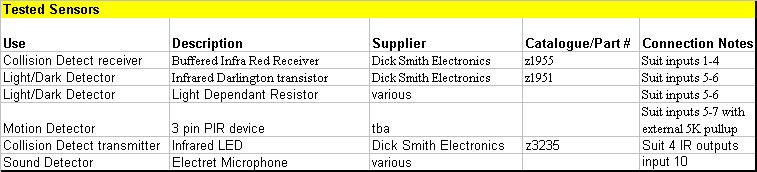 Tested Sensors
Use Description Supplier Catalogue/Part # Connection Notes
Collision Detect receiver Buffered Infra Red Receiver Dick Smith Electronics z1955 Suit inputs 1-4
Light/Dark Detector Infrared Darlington transistor Dick Smith Electronics z1951 Suit inputs 5-6
Light/Dark Detector Light Dependant Resistor various Suit inputs 5-6
Motion Detector 3 pin PIR device tba Suit inputs 5-7 with
external 5K pullup
Collision Detect transmitter Infrared LED Dick Smith Electronics z3235 Suit 4 IR outputs
Sound Detector Electret Microphone various input 10